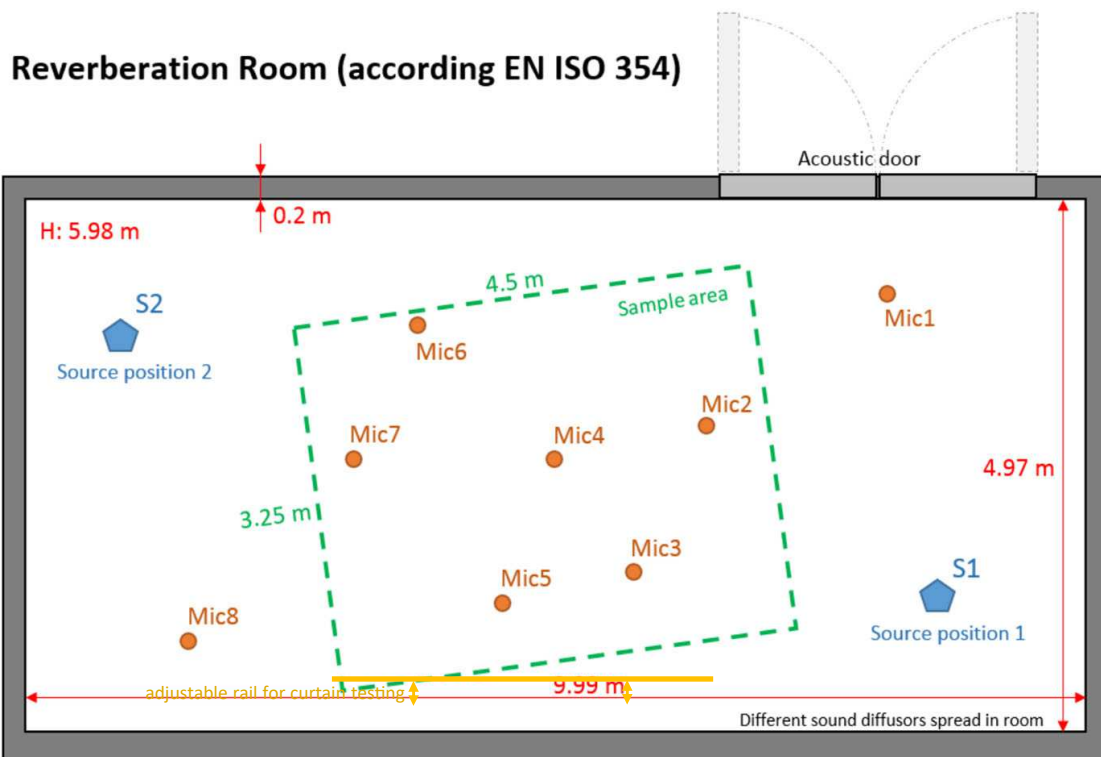 Reverberation Room (according EN ISO 354)
Acoustic door
0.2 m
H: 5.98 m
4.5 m
Sample area
S2
Source position 2
Mic1
Mic6
Mic2
Mic7
Mic4
4.97 m
3.25 m
Mic3
Mic5
S1
Source position 1
Mic8
adjustable rail for curtain testing
9.99 m
Different sound diffusors spread in room